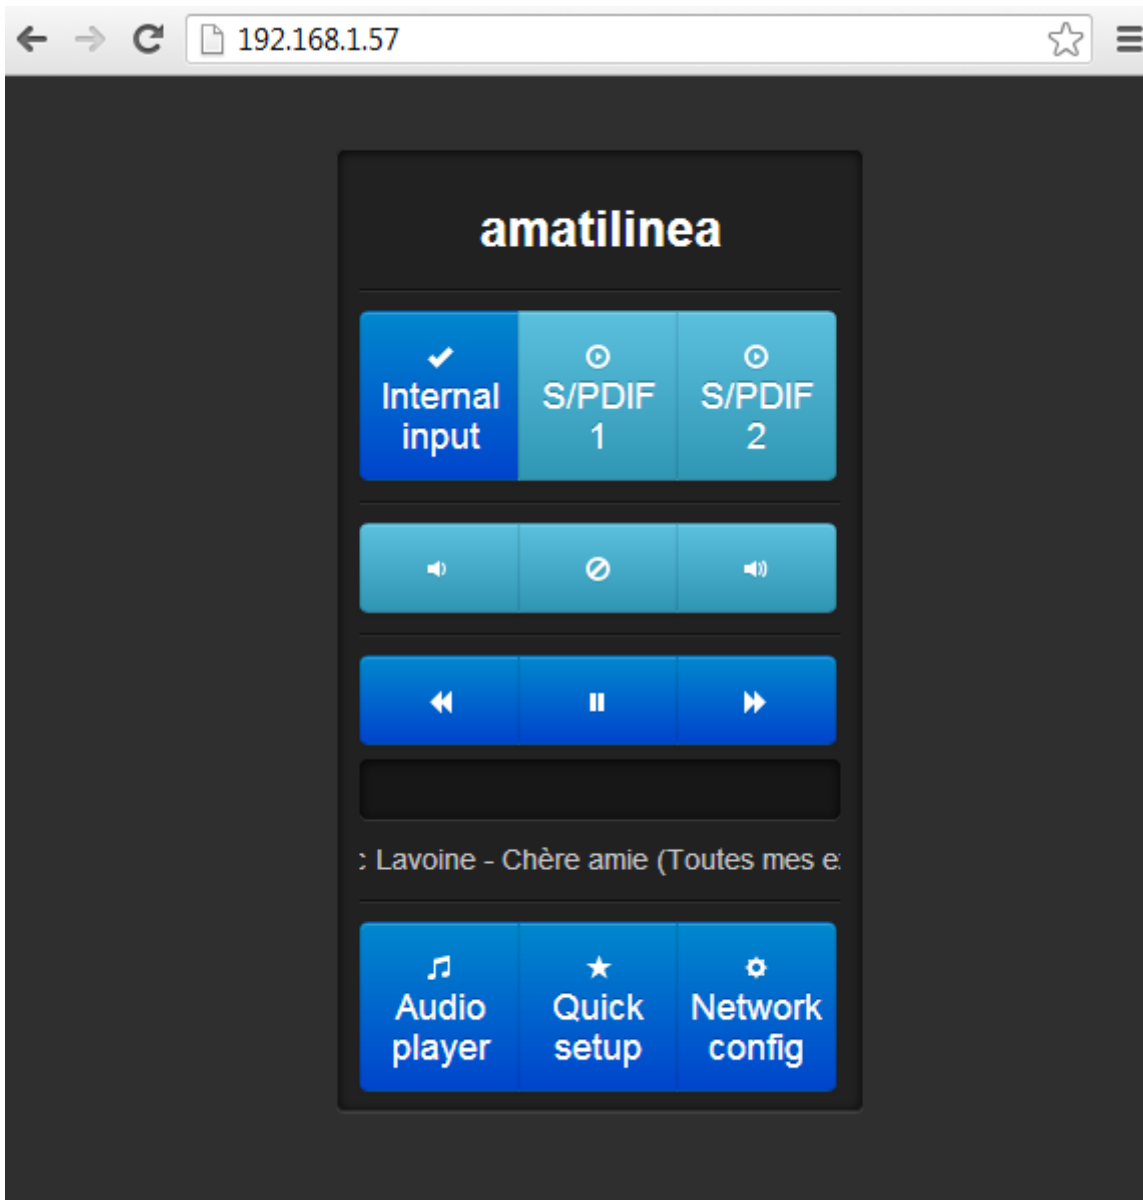 192.168.1.57
amatilinea
Internal
input
S/PDIF
1
S/PDIF
2
Lavoine - Chère amie (Toutes mes
Audio
player
Quick
setup
Network
config